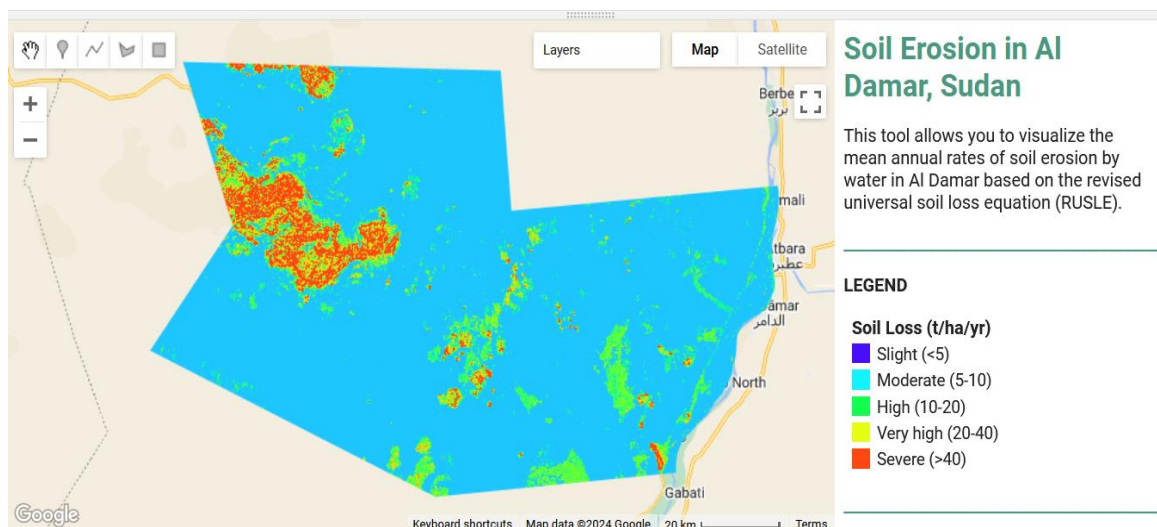 Layers
Map
Satellite
+
−
Berbe
بربر
mali
tbara
عطبرة
āmar
الدامر
North
Gabati
Google
Keyboard shortcuts
Map data ©2024 Google
20 km
Terms
Soil Erosion in Al
Damar, Sudan
This tool allows you to visualize the
mean annual rates of soil erosion by
water in Al Damar based on the revised
universal soil loss equation (RUSLE).
LEGEND
Soil Loss (t/ha/yr)
Slight (<5)
Moderate (5-10)
High (10-20)
Very high (20-40)
Severe (>40)